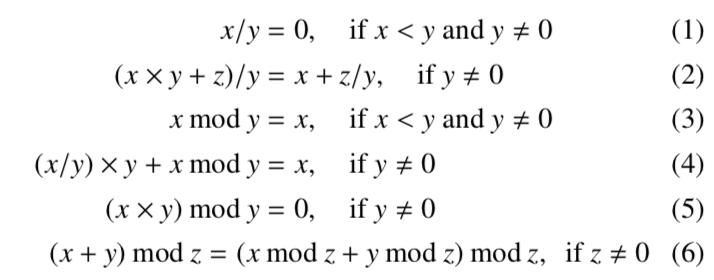 x/y = 0, if x < y and y ≠ 0 (1)
(x × y + z)/y = x + z/y, if y ≠ 0 (2)
x mod y = x, if x < y and y ≠ 0 (3)
(x/y) × y + x mod y = x, if y ≠ 0 (4)
(x × y) mod y = 0, if y ≠ 0 (5)
(x + y) mod z = (x mod z + y mod z) mod z, if z ≠ 0 (6)